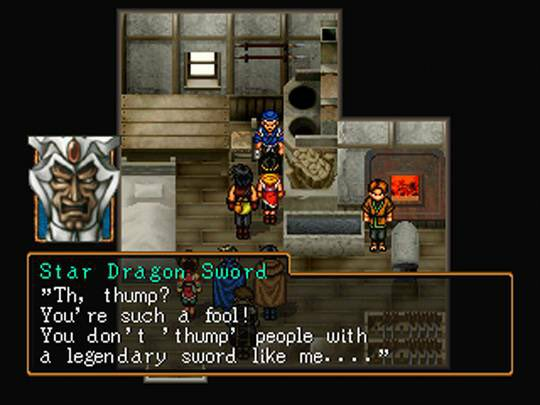 Star Dragon Sword
"Th, thump?
You're such a fool!
You don't 'thump' people with
a legendary sword like me...."